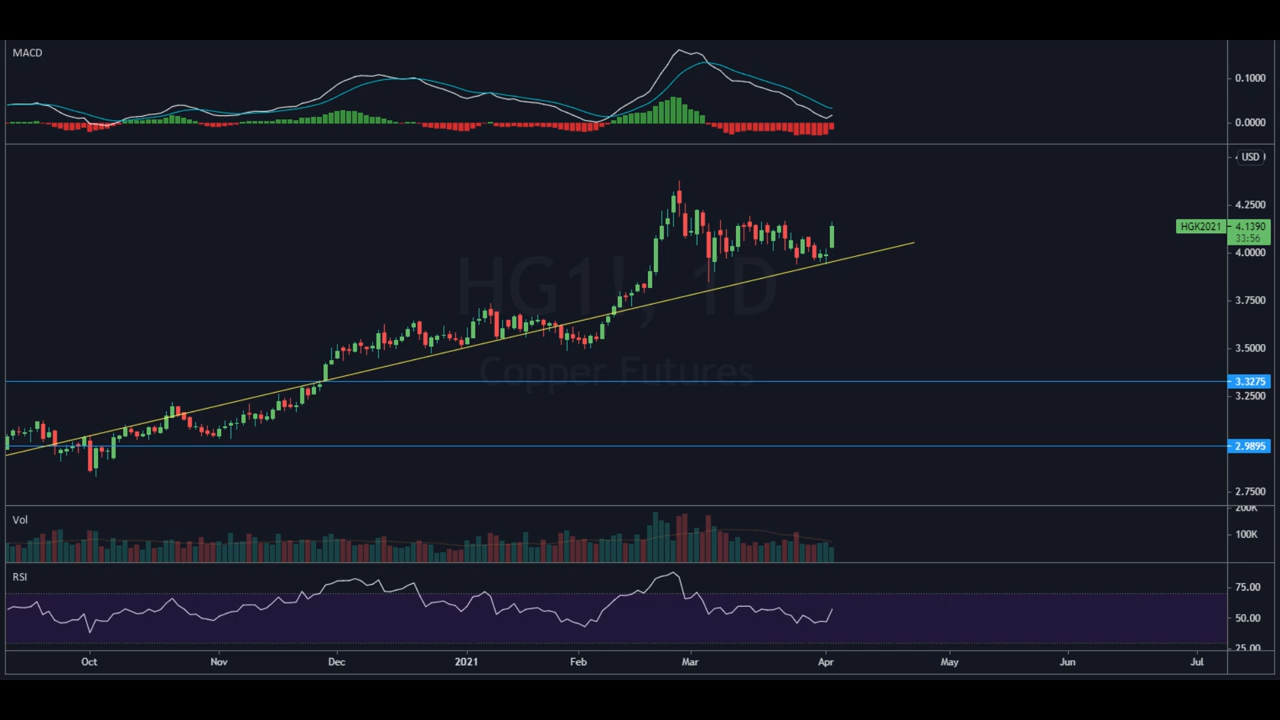 MACD
0.1000
0.0000
USD
4.2500
HGK2021 4.1390
33:56
4.0000
HG1!, 1D
3.7500
3.5000
Copper Futures
3.3275
3.2500
2.9895
2.7500
Vol
200K
100K
RSI
75.00
50.00
25.00
Oct Nov Dec 2021 Feb Mar Apr May Jun Jul